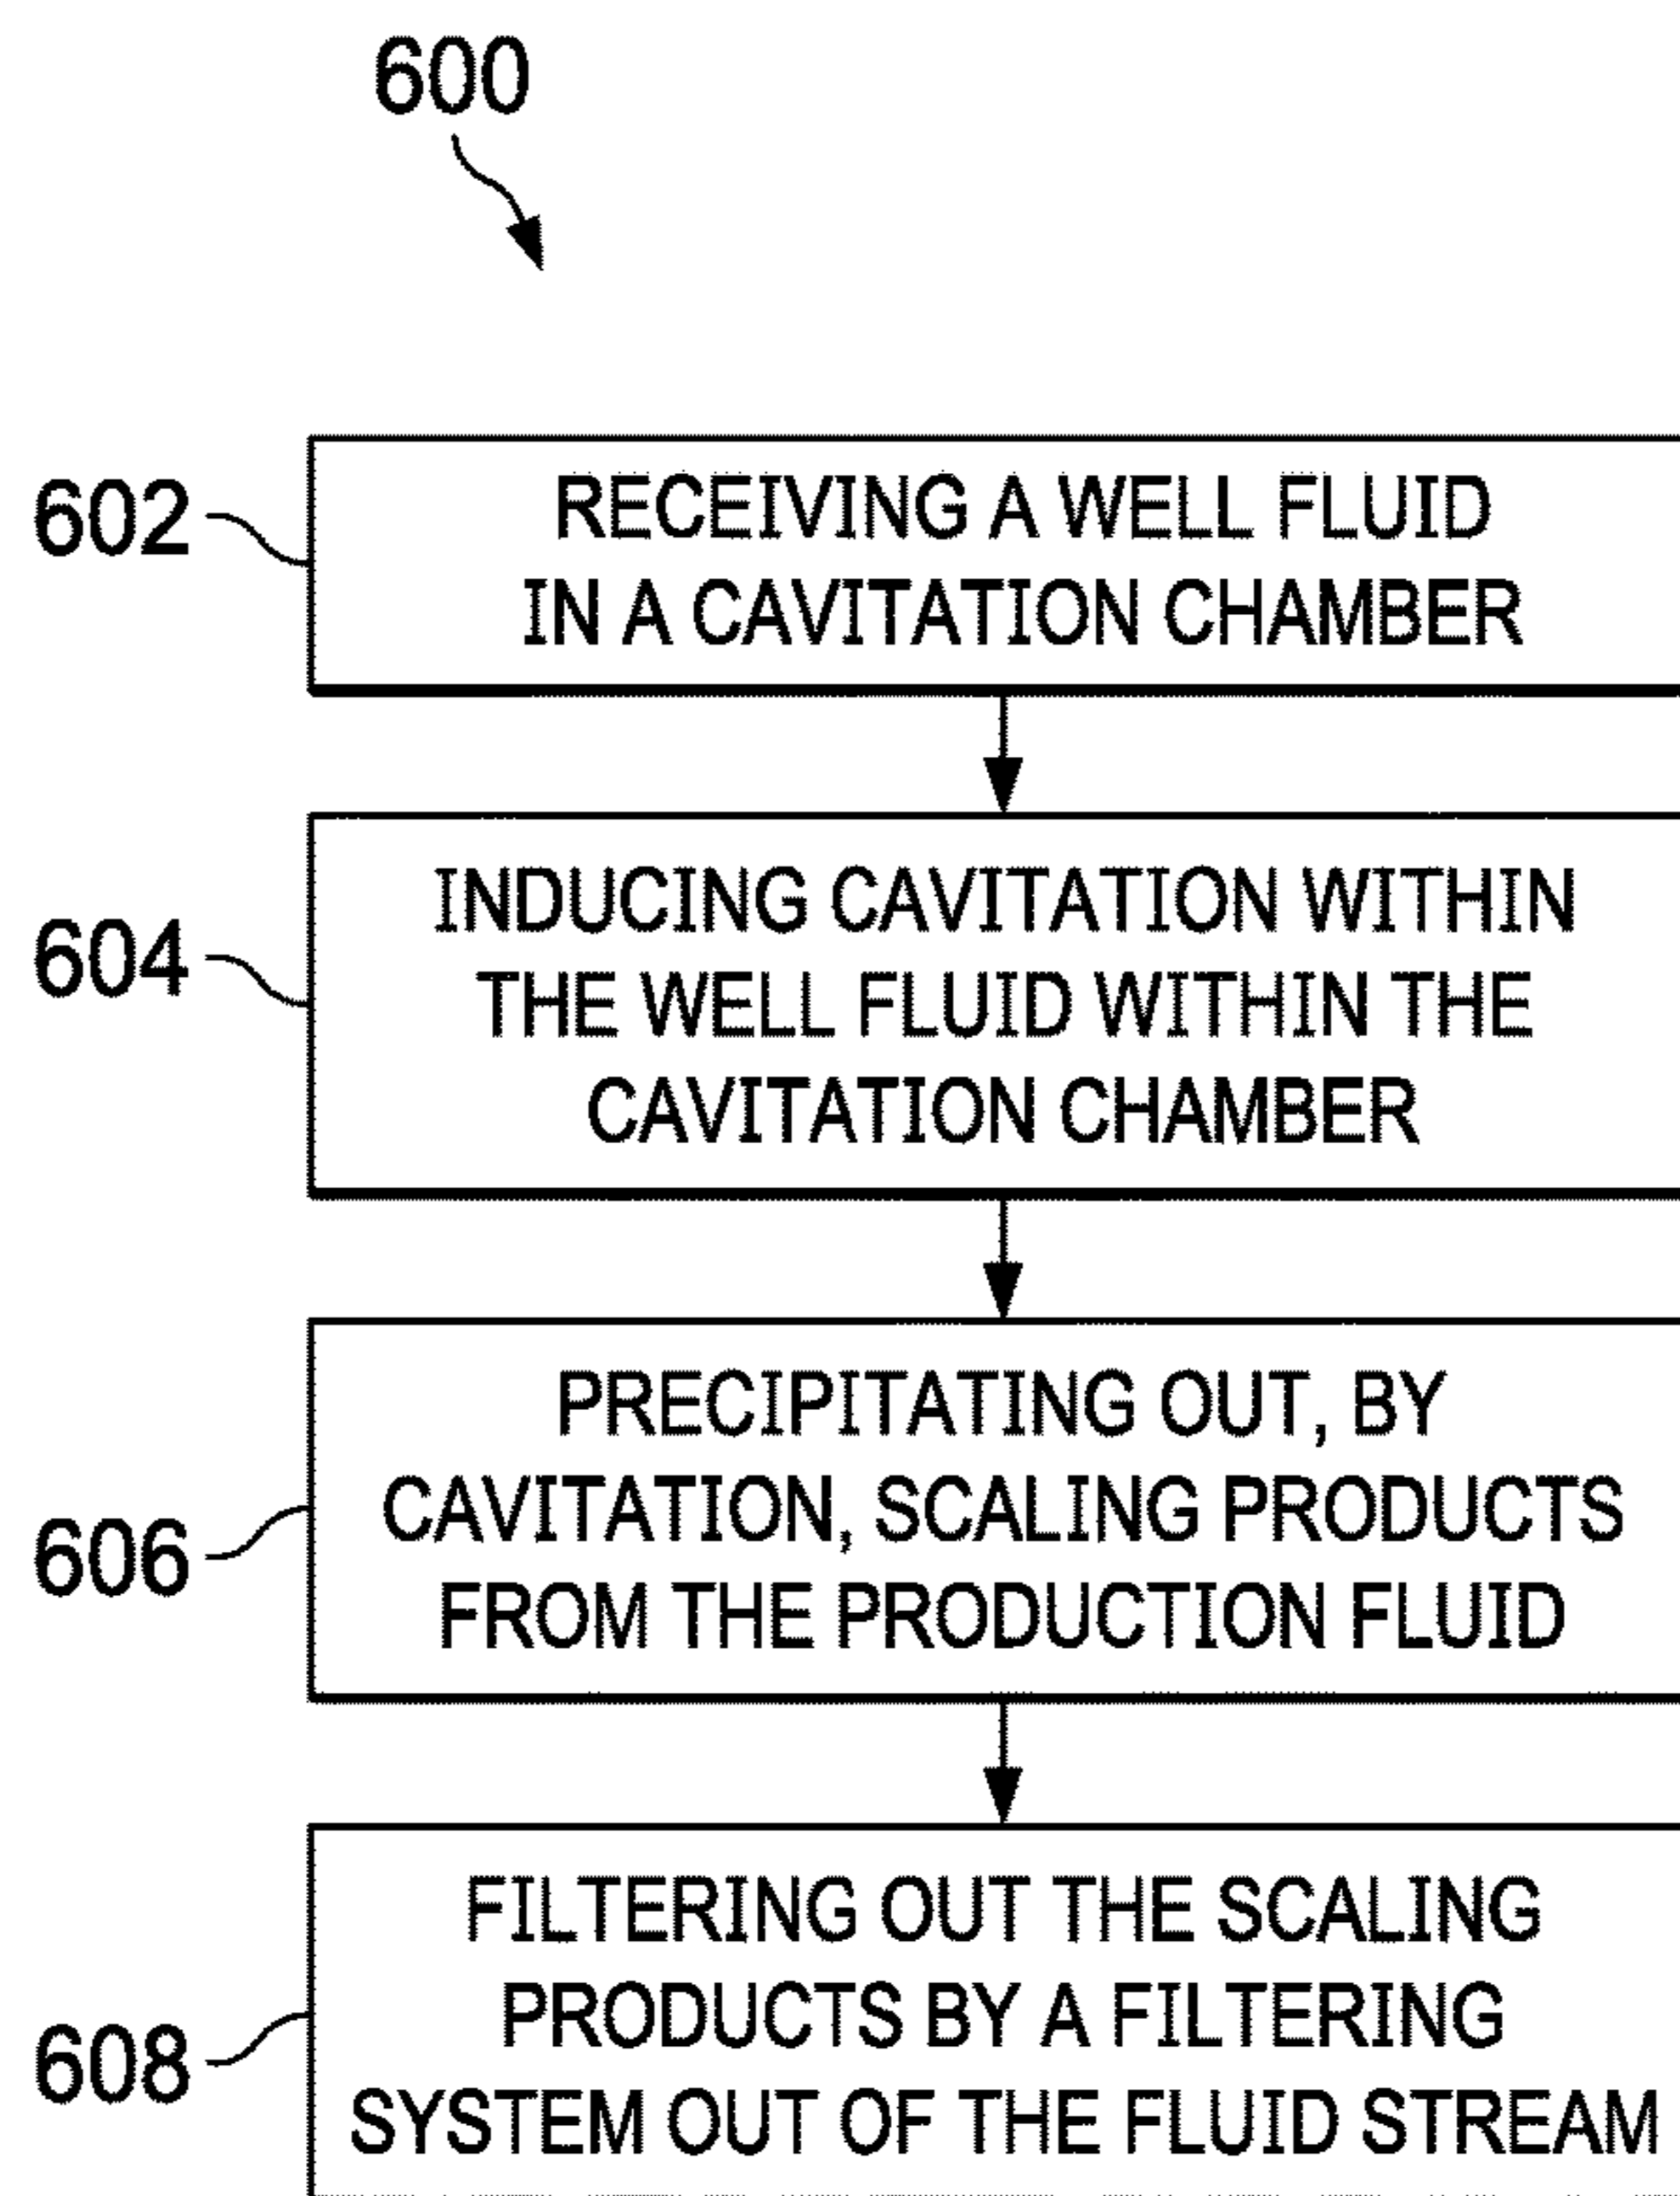 600
602
RECEIVING A WELL FLUID
IN A CAVITATION CHAMBER
604
INDUCING CAVITATION WITHIN
THE WELL FLUID WITHIN THE
CAVITATION CHAMBER
606
PRECIPITATING OUT, BY
CAVITATION, SCALING PRODUCTS
FROM THE PRODUCTION FLUID
608
FILTERING OUT THE SCALING
PRODUCTS BY A FILTERING
SYSTEM OUT OF THE FLUID STREAM